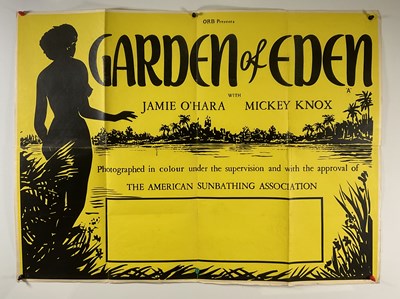 ORB Presents
GARDEN of EDEN
'A'
WITH
JAMIE O'HARA MICKEY KNOX
Photographed in colour under the supervision and with the approval of
THE AMERICAN SUNBATHING ASSOCIATION